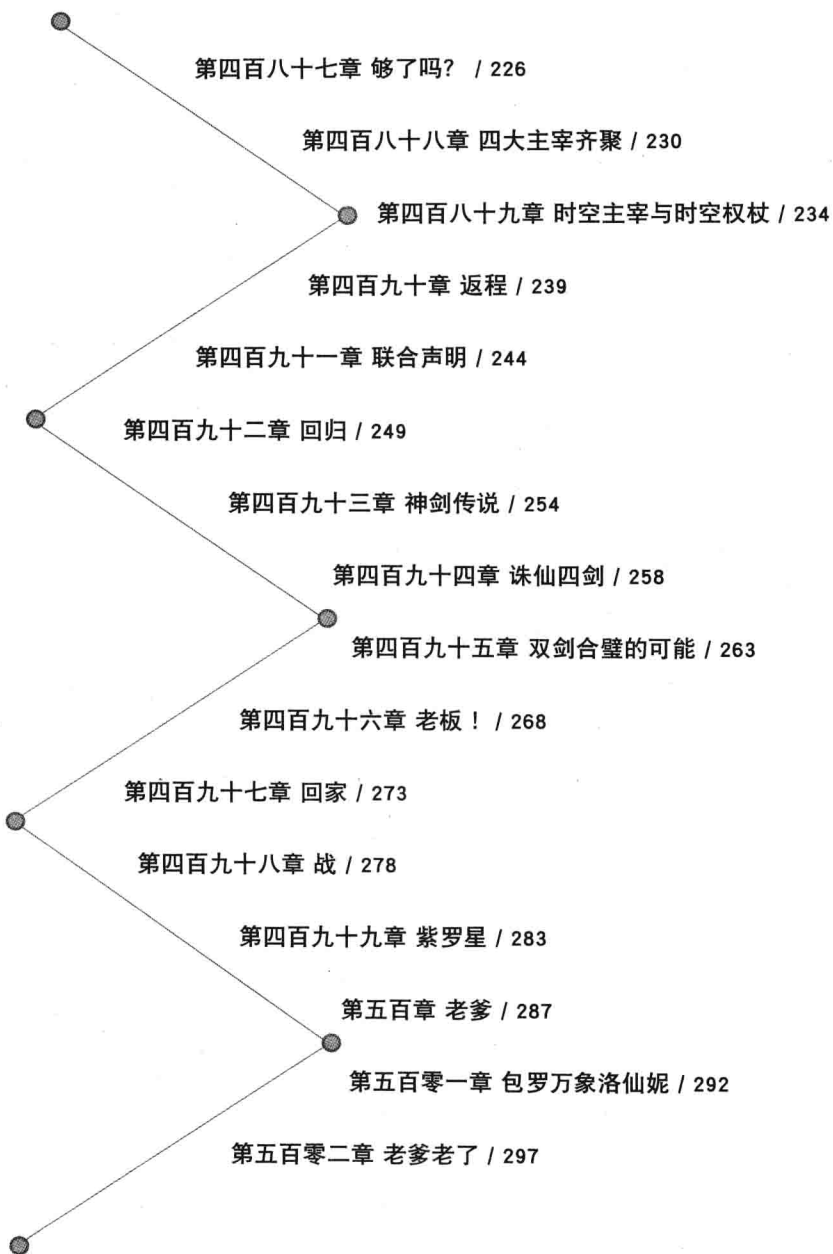 第四百八十七章 够了吗？ / 226
第四百八十八章 四大主宰齐聚 / 230
第四百八十九章 时空主宰与时空权杖 / 234
第四百九十章 返程 / 239
第四百九十一章 联合声明 / 244
第四百九十二章 回归 / 249
第四百九十三章 神剑传说 / 254
第四百九十四章 诛仙四剑 / 258
第四百九十五章 双剑合璧的可能 / 263
第四百九十六章 老板！ / 268
第四百九十七章 回家 / 273
第四百九十八章 战 / 278
第四百九十九章 紫罗星 / 283
第五百章 老爹 / 287
第五百零一章 包罗万象洛仙妮 / 292
第五百零二章 老爹老了 / 297